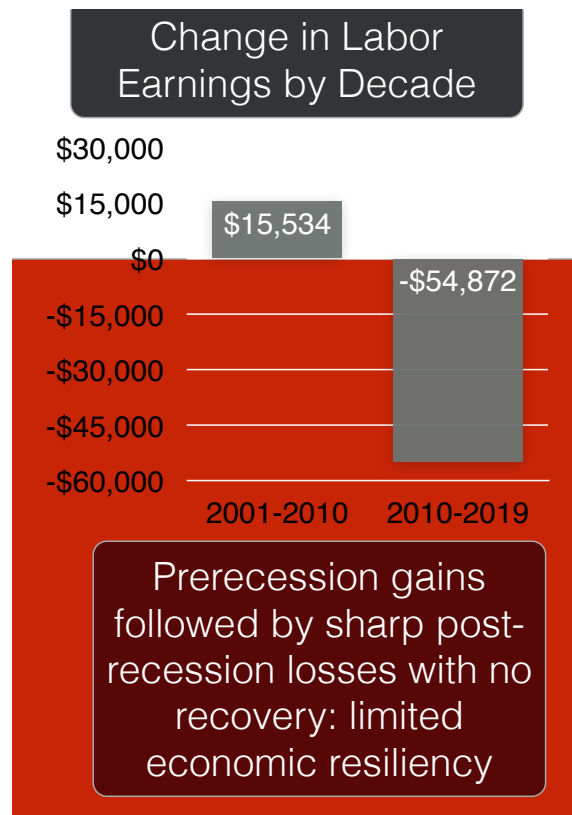 Change in Labor
Earnings by Decade
$30,000
$15,000
$15,534
$0
-$54,872
-$15,000
-$30,000
-$45,000
-$60,000
2001-2010 2010-2019
Prerecession gains
followed by sharp post-
recession losses with no
recovery: limited
economic resiliency